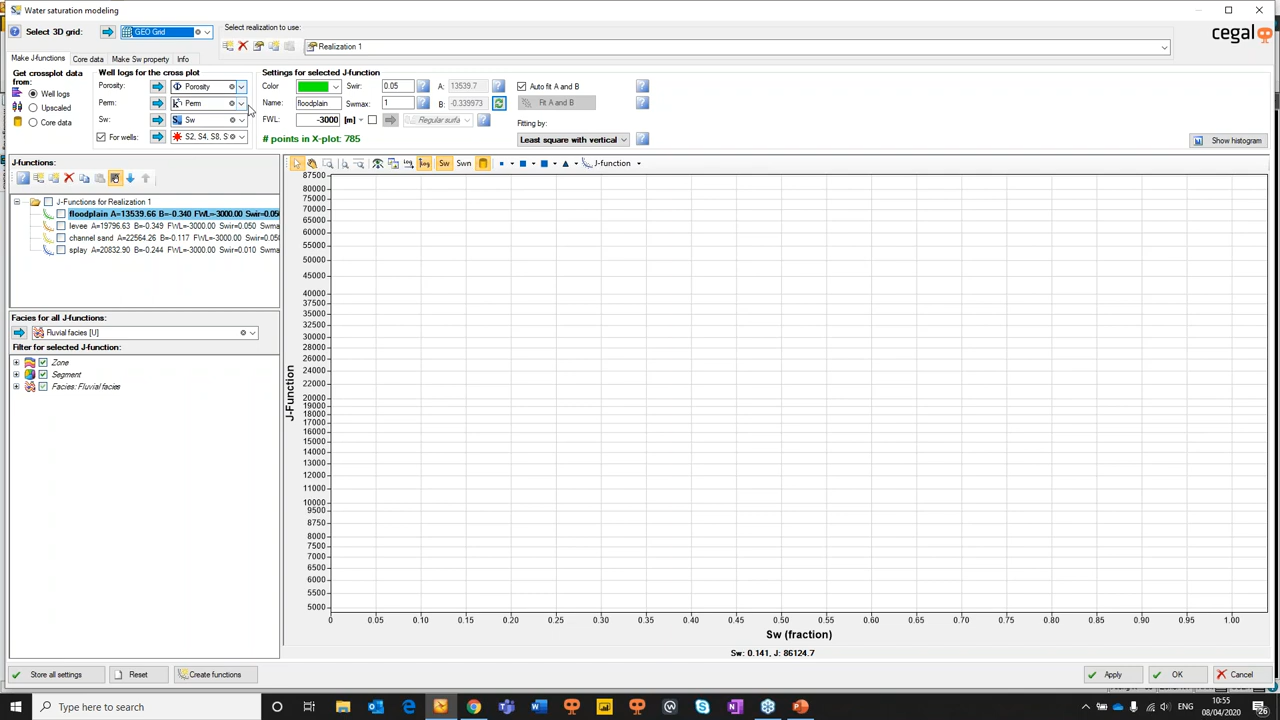 Water saturation modeling
Select 3D grid: GEO Grid
Select realization to use:
Realization 1
cegal
Make J-functions Core data Make Sw property Info
Get crossplot data from:
Well logs
Upscaled
Core data
Well logs for the cross plot
Porosity: Porosity
Perm: Perm
Sw: Sw
For wells: S2, S4, S8, S
Settings for selected J-function
Color Swir: 0.05 A: 13539.7 Auto fit A and B
Name: floodplain Swmax: 1 B: -0.339973 Fit A and B
FWL: -3000 [m] Regular surfa Fitting by:
# points in X-plot: 785 Least square with vertical
Show histogram
J-functions:
J-Functions for Realization 1
floodplain A=13539.66 B=-0.340 FWL=-3000.00 Swir=0.05
levee A=19796.63 B=-0.349 FWL=-3000.00 Swir=0.050
channel sand A=22564.26 B=-0.117 FWL=-3000.00 Swir=0.050
splay A=20832.90 B=-0.244 FWL=-3000.00 Swir=0.010 Swma
Facies for all J-functions:
Fluvial facies [U]
Filter for selected J-function:
Zone
Segment
Facies: Fluvial facies
Log Log Sw Swn J-function
87500
80000
75000
70000
65000
60000
55000
50000
45000
40000
37500
35000
32500
30000
28000
26000
24000
22000
20000
19000
18000
17000
16000
15000
14000
13000
12000
11000
10000
9500
8750
8000
7500
7000
6500
6000
5500
5000
J-Function
0 0.05 0.10 0.15 0.20 0.25 0.30 0.35 0.40 0.45 0.50 0.55 0.60 0.65 0.70 0.75 0.80 0.85 0.90 0.95 1.00
Sw (fraction)
Sw: 0.141, J: 86124.7
Store all settings Reset Create functions Apply OK Cancel
Type here to search
ENG
10:55
08/04/2020